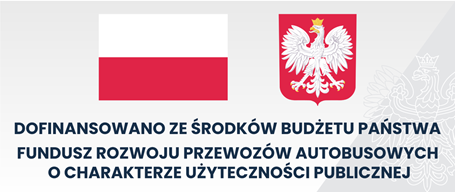 DOFINANSOWANO ZE ŚRODKÓW BUDŻETU PAŃSTWA
FUNDUSZ ROZWOJU PRZEWOZÓW AUTOBUSOWYCH
O CHARAKTERZE UŻYTECZNOŚCI PUBLICZNEJ